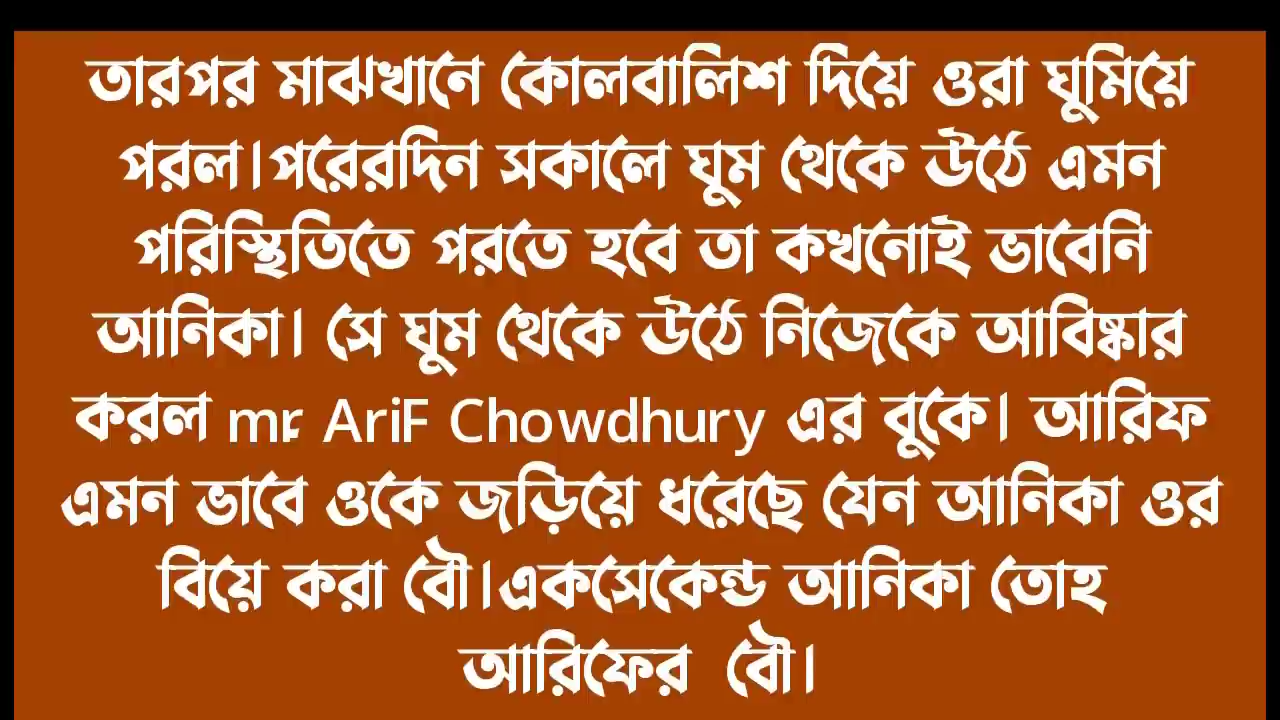 তারপর মাঝখানে কোলবালিশ দিয়ে ওরা ঘুমিয়ে
পরল।পরেরদিন সকালে ঘুম থেকে উঠে এমন
পরিস্থিতিতে পরতে হবে তা কখনোই ভাবেনি
আনিকা। সে ঘুম থেকে উঠে নিজেকে আবিষ্কার
করল mr. AriF Chowdhury এর বুকে। আরিফ
এমন ভাবে ওকে জড়িয়ে ধরেছে যেন আনিকা ওর
বিয়ে করা বৌ।একসেকেন্ড আনিকা তোহ
আরিফের বৌ।